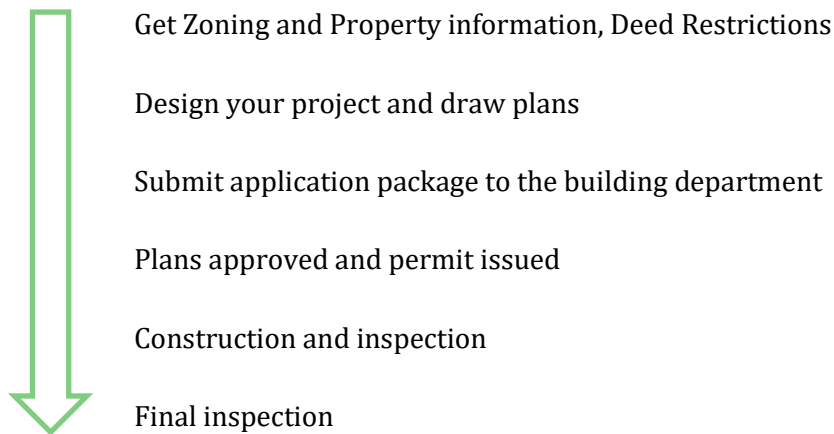 Get Zoning and Property information, Deed Restrictions
Design your project and draw plans
Submit application package to the building department
Plans approved and permit issued
Construction and inspection
Final inspection